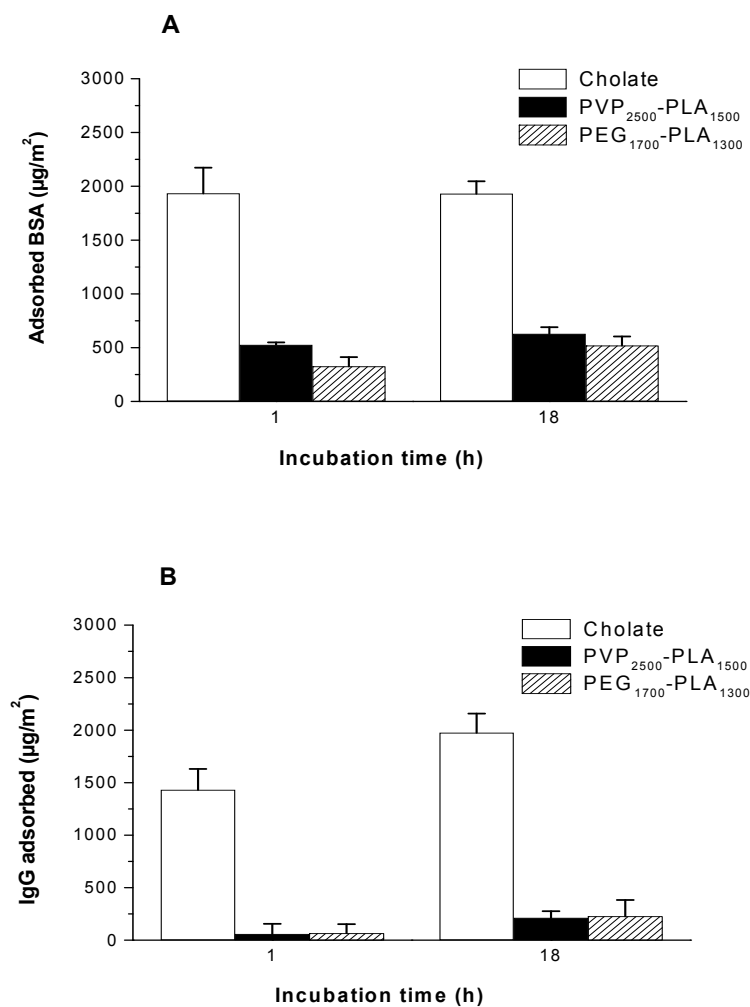 A
Adsorbed BSA (µg/m²)
3000
2500
2000
1500
1000
500
0
Cholate
PVP₂₅₀₀-PLA₁₅₀₀
PEG₁₇₀₀-PLA₁₃₀₀
1 18
Incubation time (h)
B
IgG adsorbed (µg/m²)
3000
2500
2000
1500
1000
500
0
Cholate
PVP₂₅₀₀-PLA₁₅₀₀
PEG₁₇₀₀-PLA₁₃₀₀
1 18
Incubation time (h)